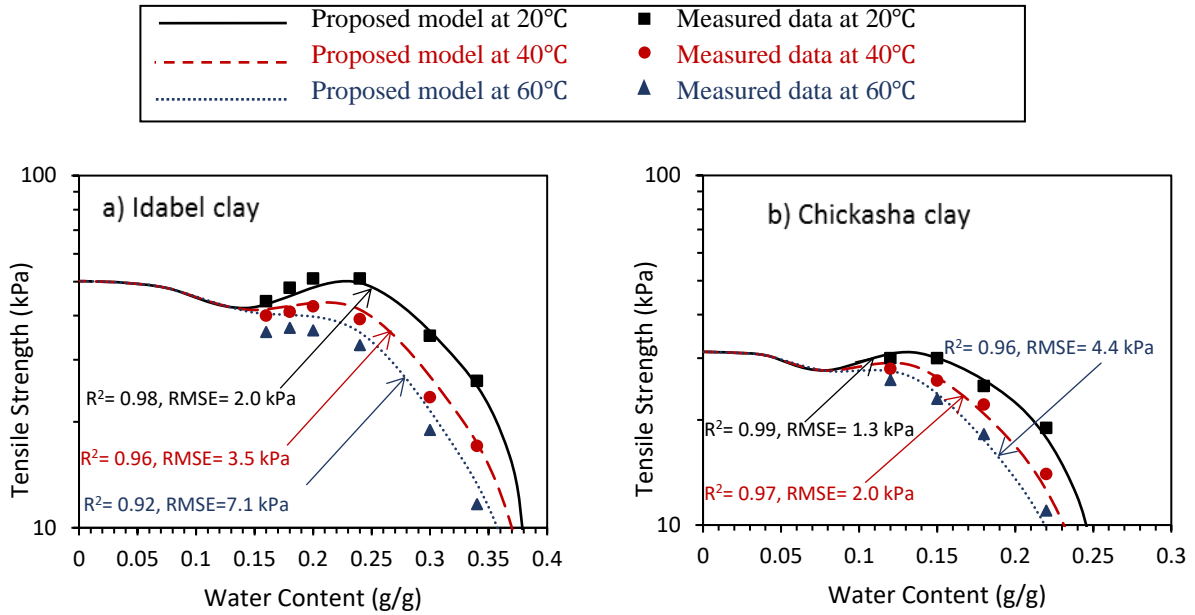 Proposed model at 20℃ Measured data at 20℃
Proposed model at 40℃ Measured data at 40℃
Proposed model at 60℃ Measured data at 60℃
100
a) Idabel clay
Tensile Strength (kPa)
R²= 0.98, RMSE= 2.0 kPa
R²= 0.96, RMSE= 3.5 kPa
R²= 0.92, RMSE=7.1 kPa
10
0 0.05 0.1 0.15 0.2 0.25 0.3 0.35 0.4
Water Content (g/g)
100
b) Chickasha clay
Tensile Strength (kPa)
R²= 0.96, RMSE= 4.4 kPa
R²= 0.99, RMSE= 1.3 kPa
R²= 0.97, RMSE= 2.0 kPa
10
0 0.05 0.1 0.15 0.2 0.25 0.3
Water Content (g/g)